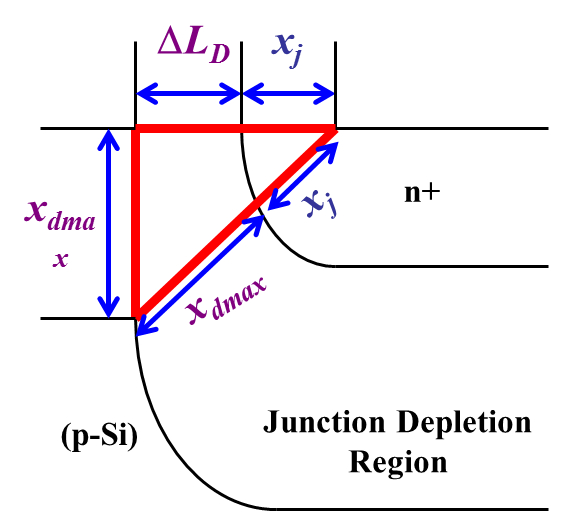 ΔL_D x_j
n+
x_j
x_dma
x
x_dmax
(p-Si)
Junction Depletion
Region